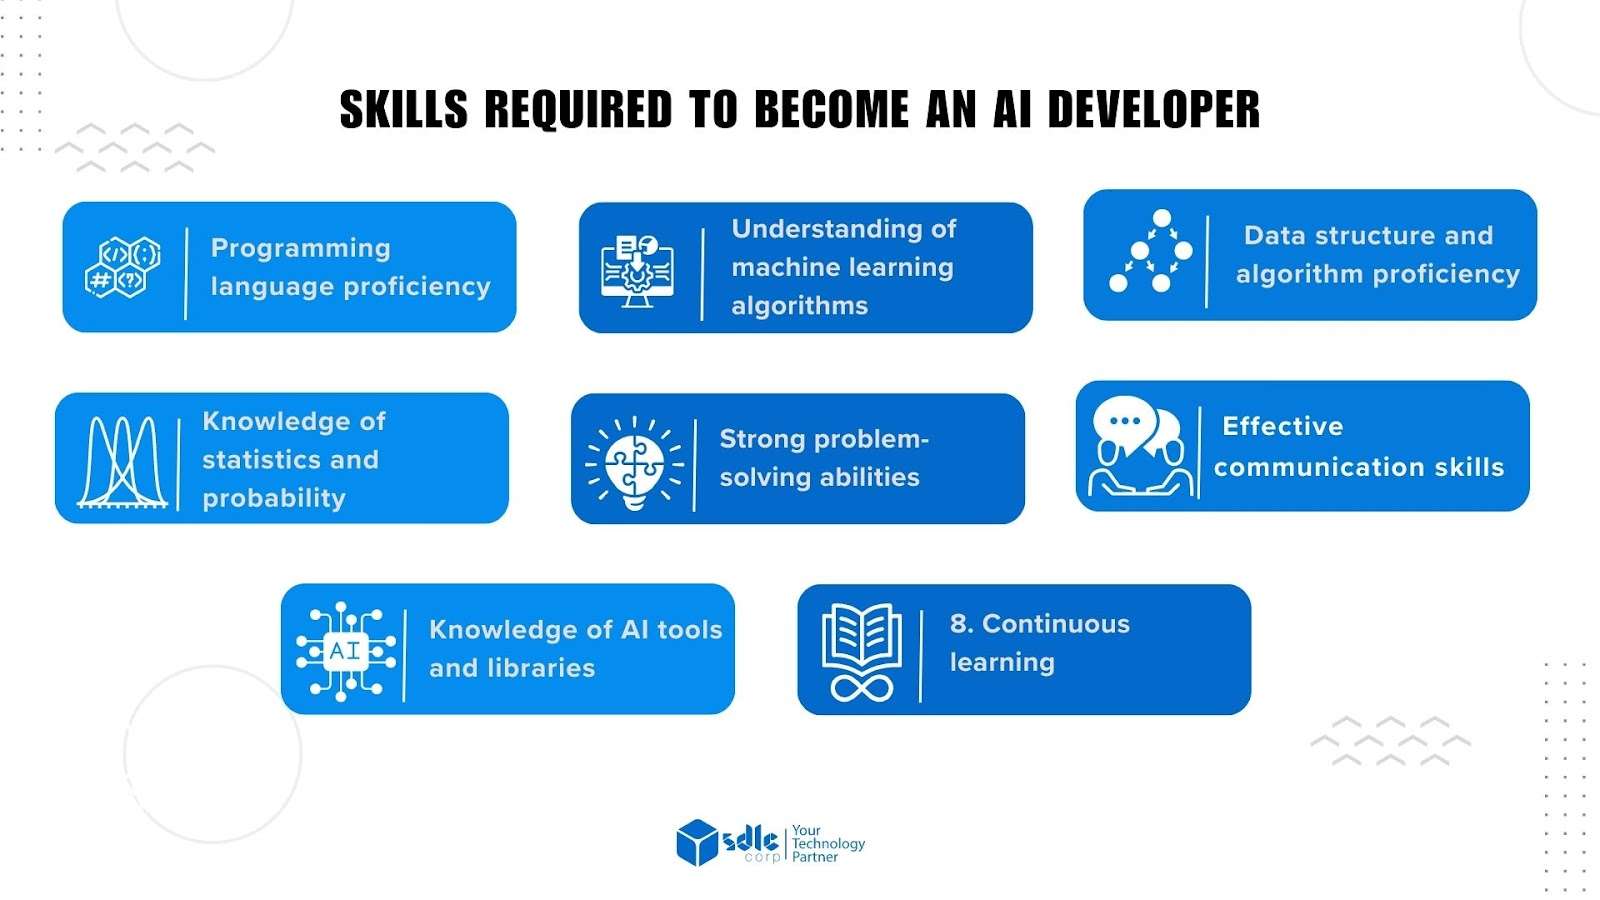 SKILLS REQUIRED TO BECOME AN AI DEVELOPER
Programming
language proficiency
Understanding of
machine learning
algorithms
Data structure and
algorithm proficiency
Knowledge of
statistics and
probability
Strong problem-
solving abilities
Effective
communication skills
AI
Knowledge of AI tools
and libraries
8. Continuous
learning
sdlc
corp
Your
Technology
Partner